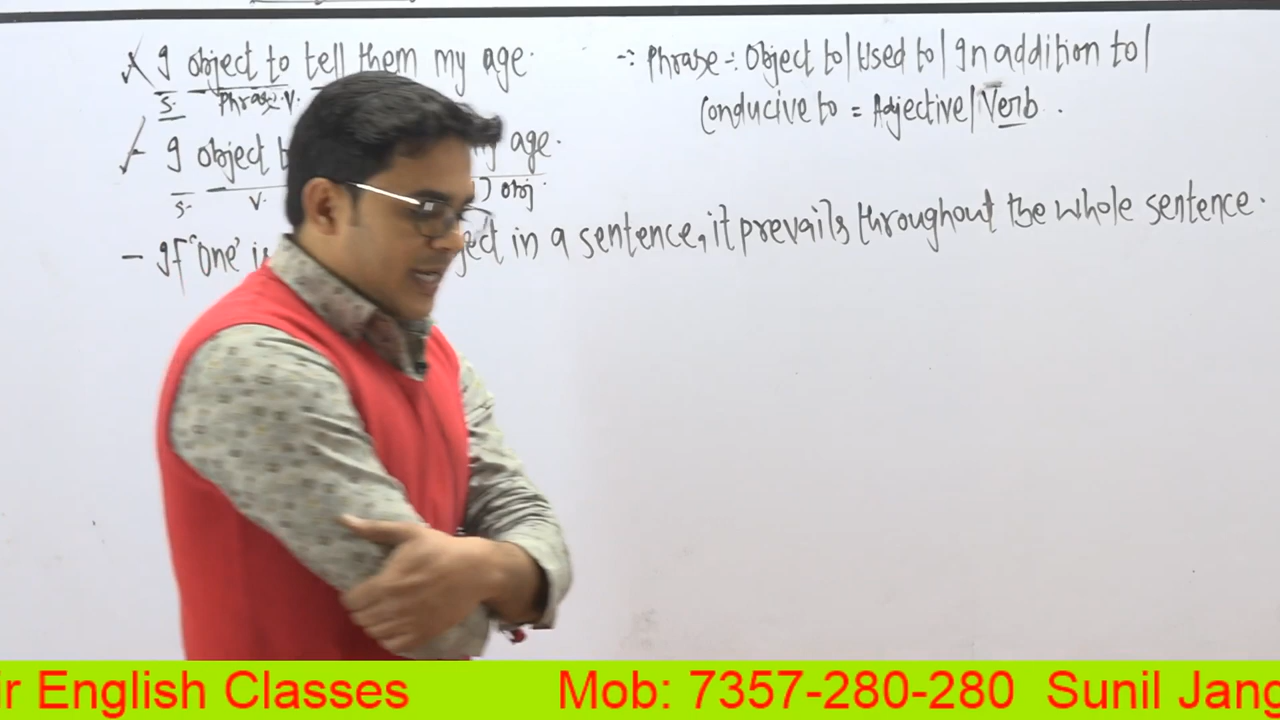 I object to tell them my age.
S. Phrase V.
∵ Phrase -: Object to/ Used to/ In addition to/
Conducive to = Adjective/ Verb.
I object age.
S. V. obj
- If 'One' in a sentence, it prevails throughout the whole sentence.
English Classes Mob: 7357-280-280 Sunil